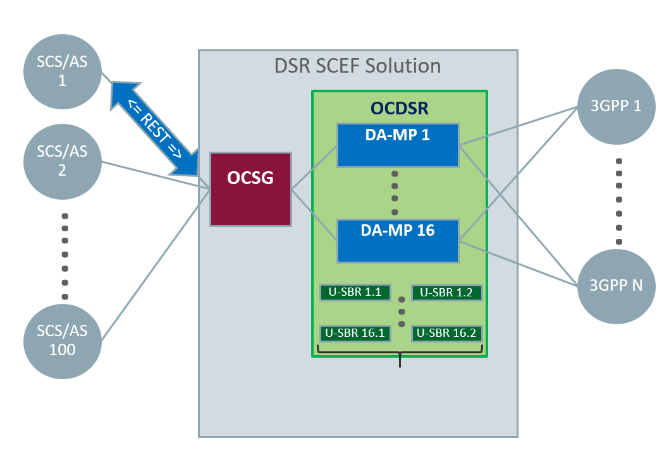 DSR SCEF Solution
SCS/AS
1
<= REST =>
SCS/AS
2
SCS/AS
100
OCSG
OCDSR
DA-MP 1
DA-MP 16
U-SBR 1.1
U-SBR 1.2
U-SBR 16.1
U-SBR 16.2
3GPP 1
3GPP N